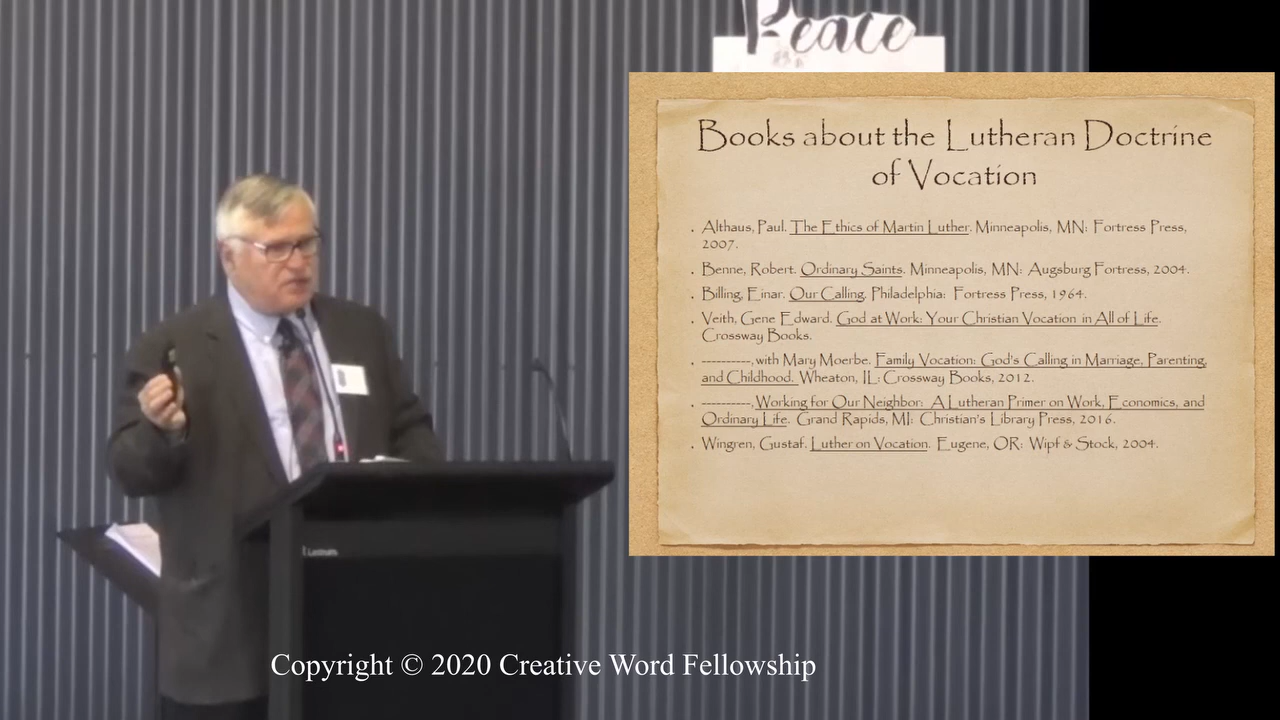 Peace
Books about the Lutheran Doctrine
of Vocation
. Althaus, Paul. The Ethics of Martin Luther. Minneapolis, MN: Fortress Press,
2007.
. Benne, Robert. Ordinary Saints. Minneapolis, MN: Augsburg Fortress, 2004.
. Billing, Einar. Our Calling. Philadelphia: Fortress Press, 1964.
. Veith, Gene Edward. God at Work: Your Christian Vocation in All of Life.
Crossway Books.
. ----------, with Mary Moerbe. Family Vocation: God's Calling in Marriage, Parenting,
and Childhood. Wheaton, IL: Crossway Books, 2012.
. ----------, Working for Our Neighbor: A Lutheran Primer on Work, Economics, and
Ordinary Life. Grand Rapids, MI: Christian's Library Press, 2016.
. Wingren, Gustaf. Luther on Vocation. Eugene, OR: Wipf & Stock, 2004.
Copyright © 2020 Creative Word Fellowship